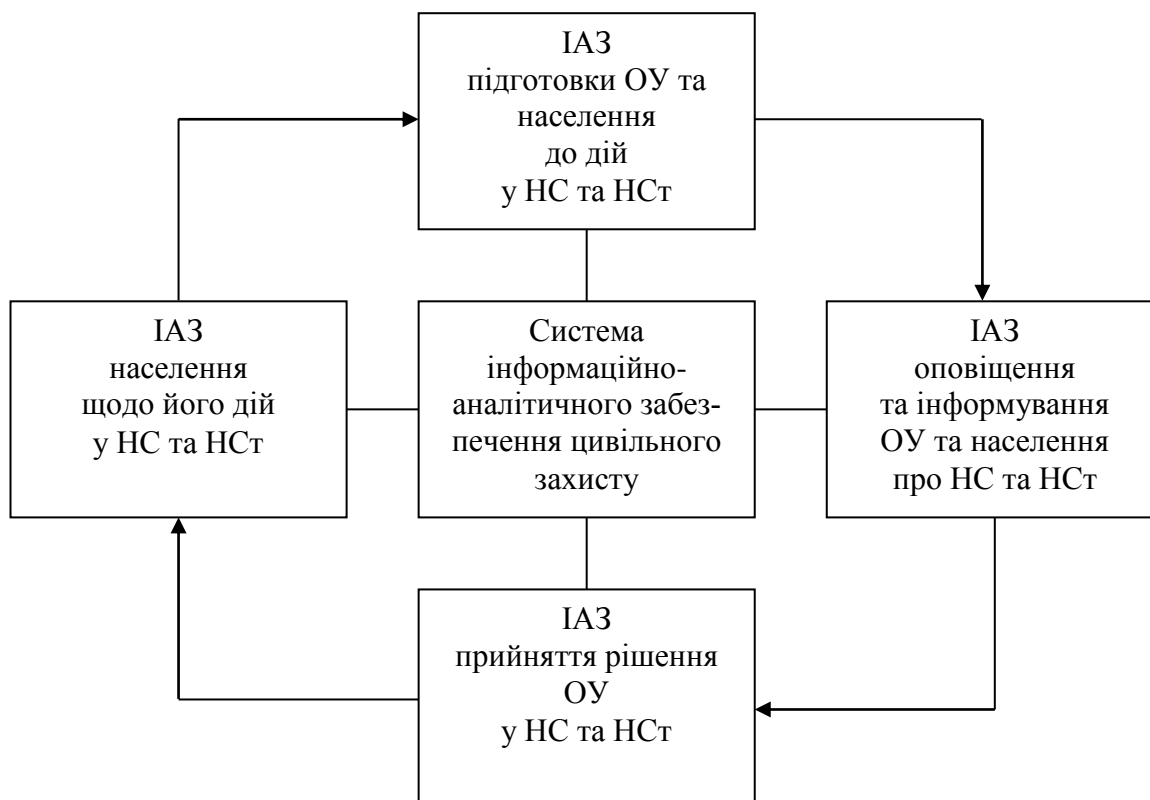 ІАЗ
підготовки ОУ та
населення
до дій
у НС та НСт
ІАЗ
населення
щодо його дій
у НС та НСт
Система
інформаційно-
аналітичного забез-
печення цивільного
захисту
ІАЗ
оповіщення
та інформування
ОУ та населення
про НС та НСт
ІАЗ
прийняття рішення
ОУ
у НС та НСт